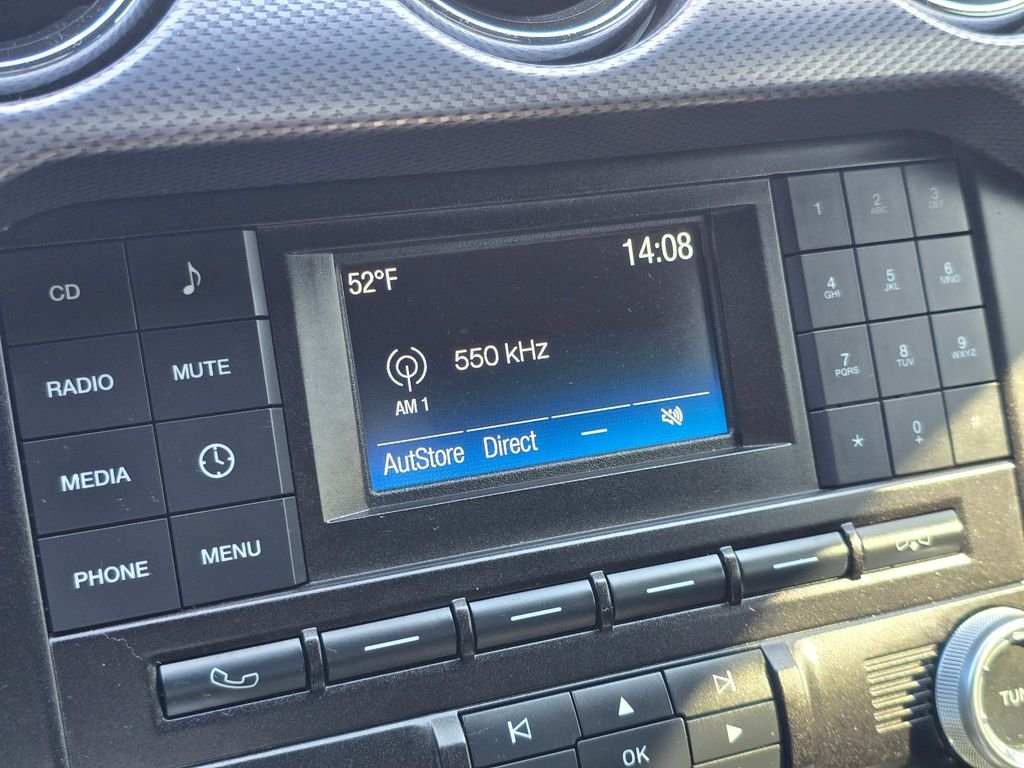 52°F
14:08
550 kHz
AM 1
AutStore Direct
CD
RADIO
MUTE
MEDIA
PHONE
MENU
1
2
ABC
3
DEF
4
GHI
5
JKL
6
MNO
7
PQRS
8
TUV
9
WXYZ
*
0
+
OK
TUN